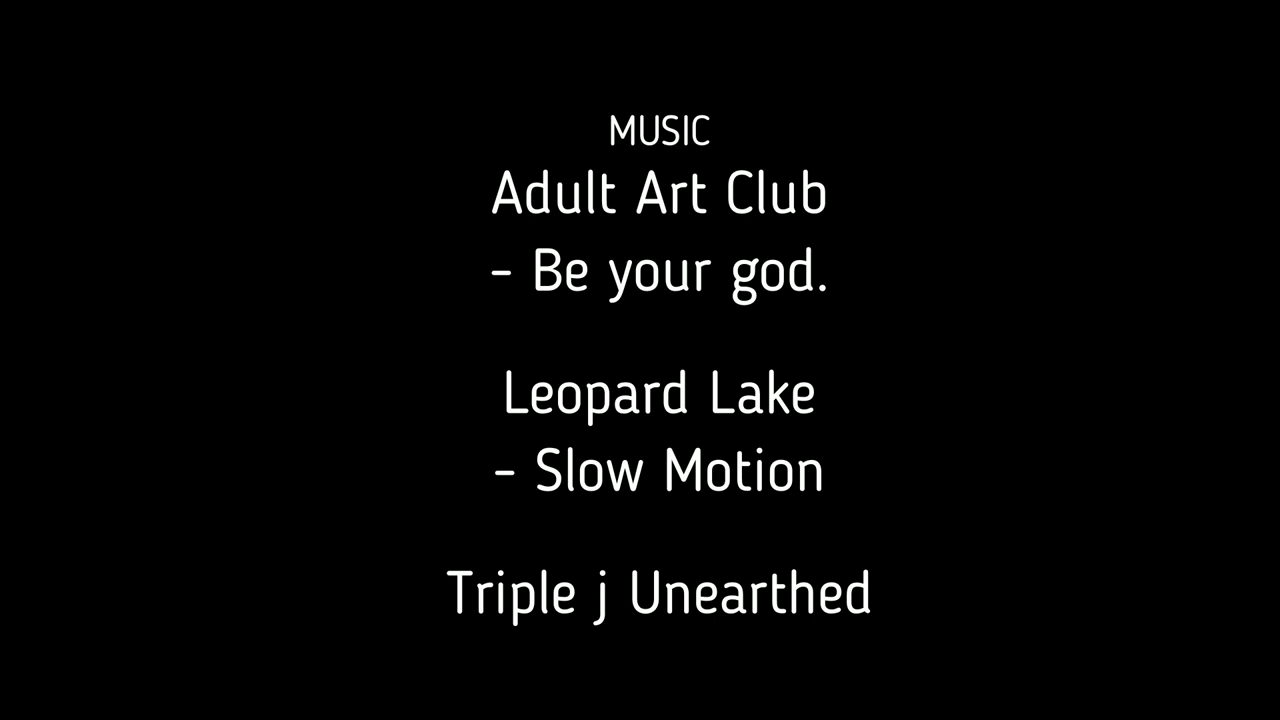 MUSIC
Adult Art Club
- Be your god.
Leopard Lake
- Slow Motion
Triple j Unearthed